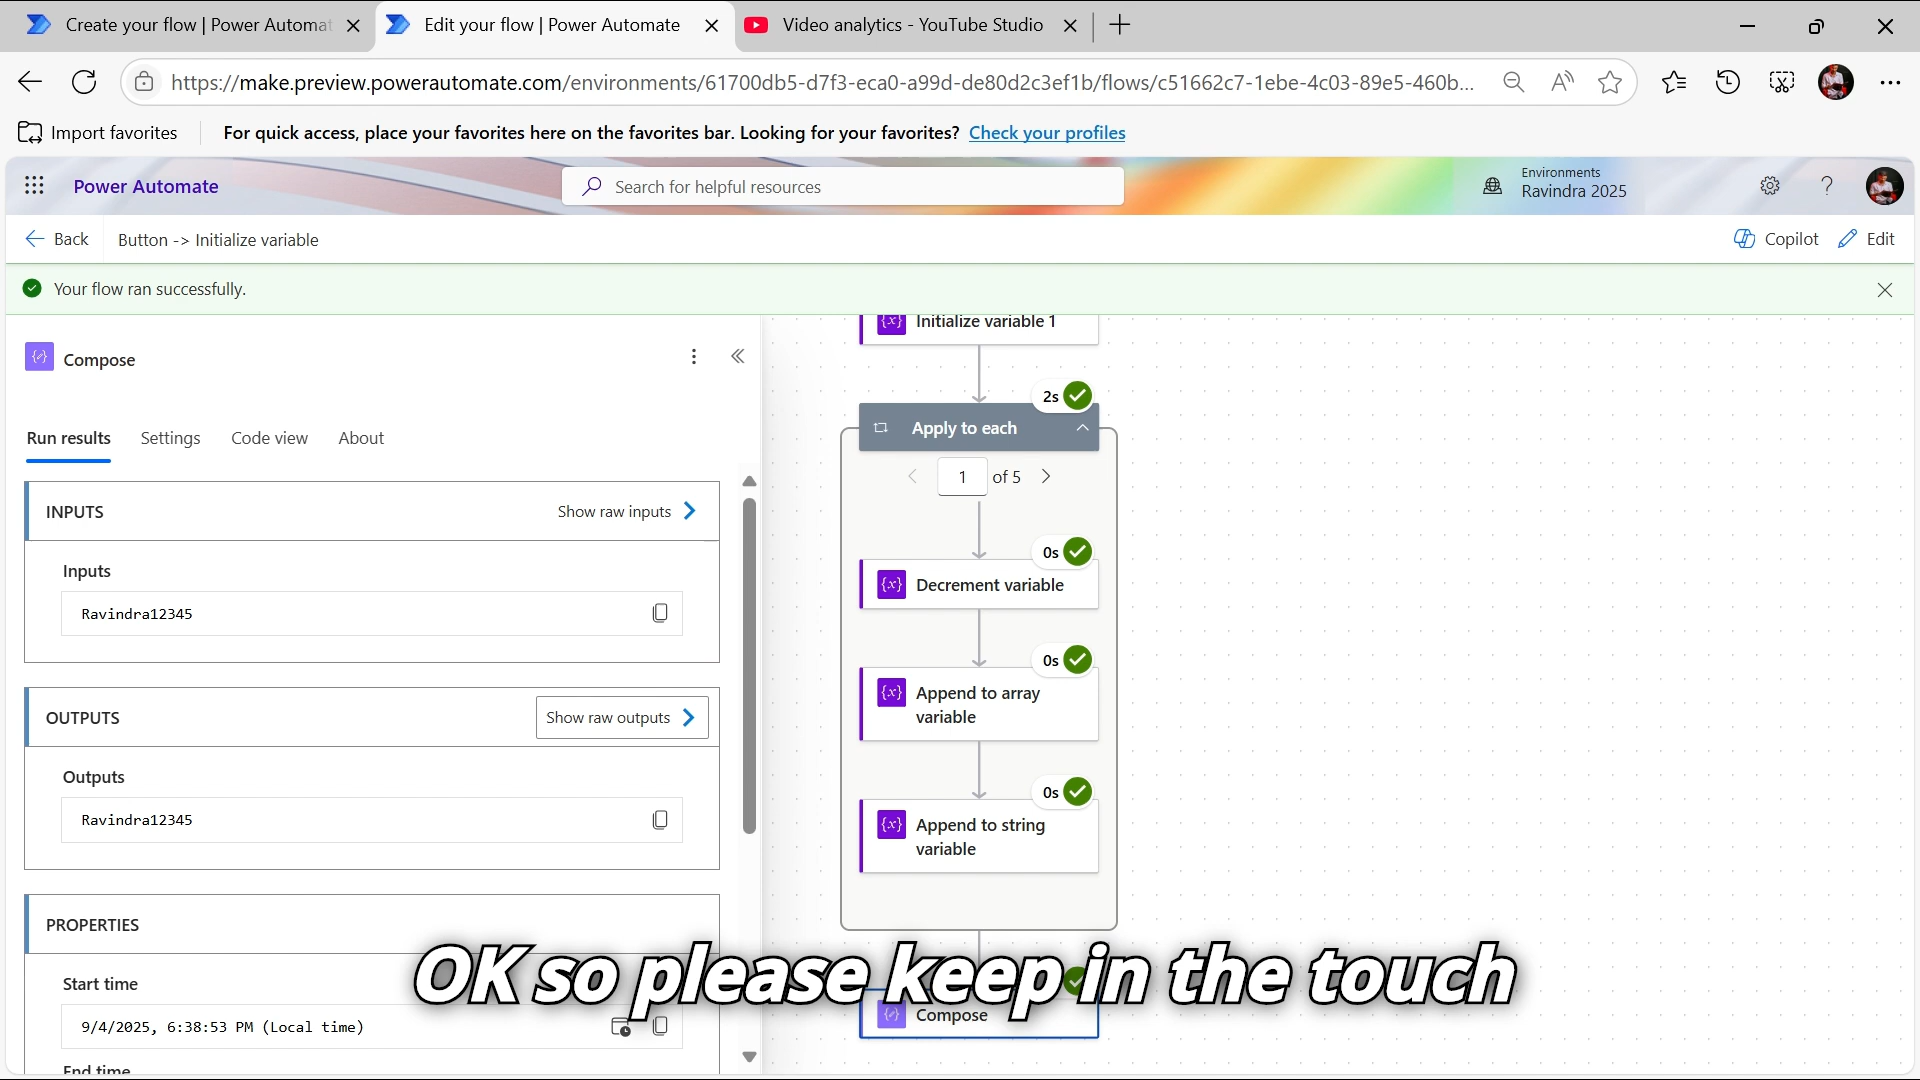 Create your flow | Power Automat
Edit your flow | Power Automate
Video analytics - YouTube Studio
https://make.preview.powerautomate.com/environments/61700db5-d7f3-eca0-a99d-de80d2c3ef1b/flows/c51662c7-1ebe-4c03-89e5-460b...
Import favorites
For quick access, place your favorites here on the favorites bar. Looking for your favorites? Check your profiles
Power Automate
Search for helpful resources
Environments
Ravindra 2025
Back
Button -> Initialize variable
Copilot
Edit
Your flow ran successfully.
Compose
Run results
Settings
Code view
About
INPUTS
Show raw inputs
Inputs
Ravindra12345
OUTPUTS
Show raw outputs
Outputs
Ravindra12345
PROPERTIES
Start time
9/4/2025, 6:38:53 PM (Local time)
End time
Initialize variable 1
2s
Apply to each
1 of 5
0s
Decrement variable
0s
Append to array
variable
0s
Append to string
variable
Compose
OK so please keep in the touch